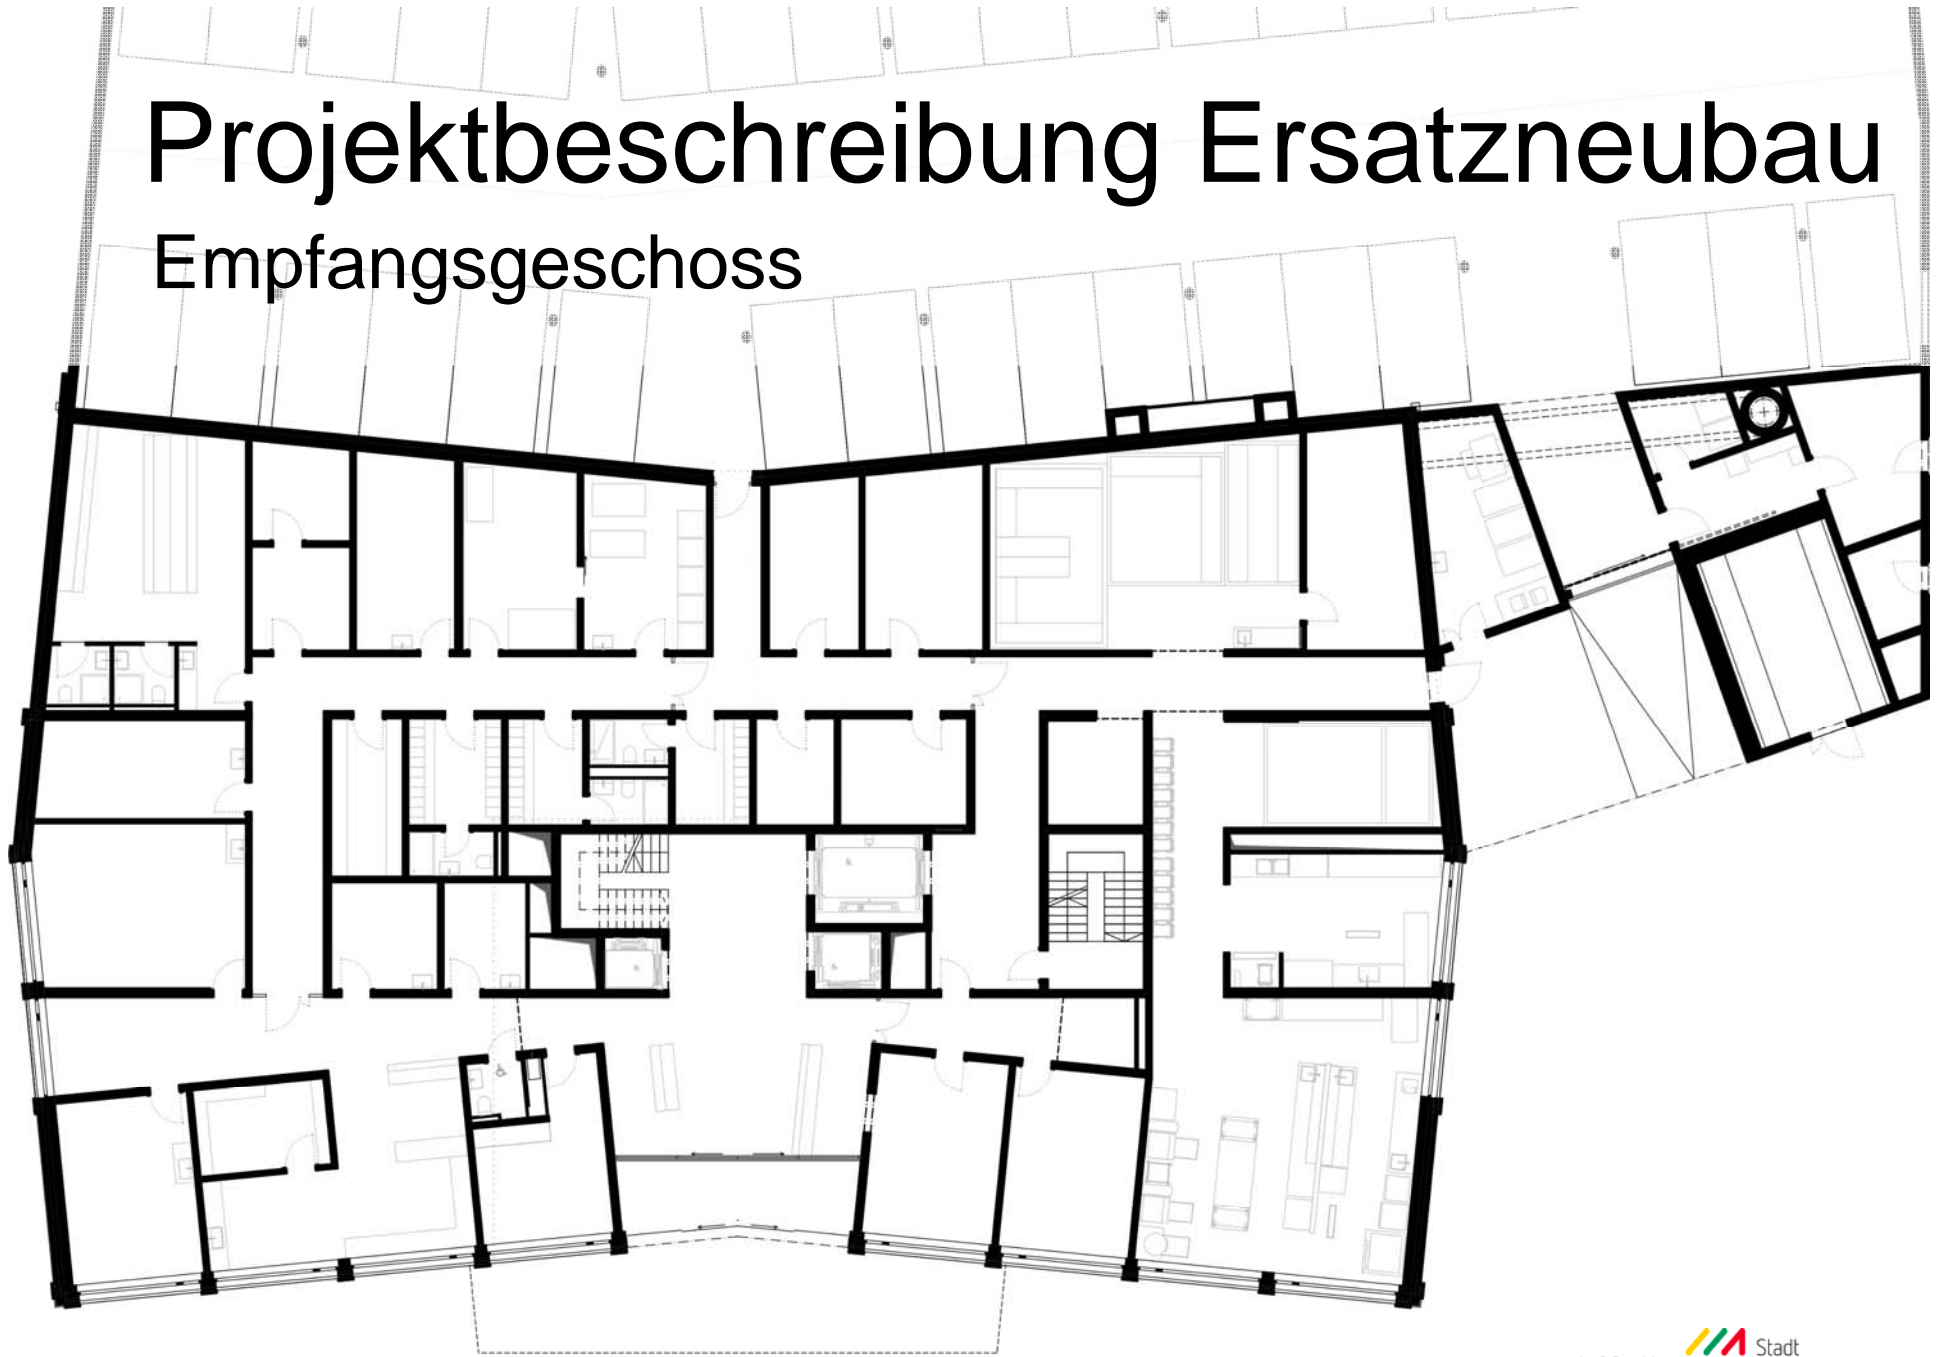 Projektbeschreibung Ersatzneubau
Empfangsgeschoss
Stadt